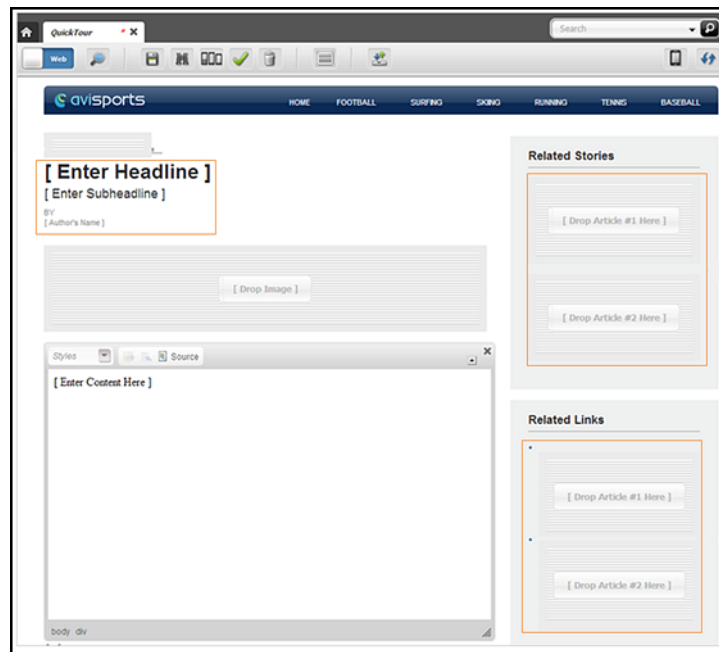 QuickTour * X
Search
Web
avisports
HOME FOOTBALL SURFING SKIING RUNNING TENNIS BASEBALL
[ Enter Headline ]
[ Enter Subheadline ]
BY
[ Author's Name ]
[ Drop Image ]
Styles Source
[ Enter Content Here ]
body div
Related Stories
[ Drop Article #1 Here ]
[ Drop Article #2 Here ]
Related Links
[ Drop Article #1 Here ]
[ Drop Article #2 Here ]